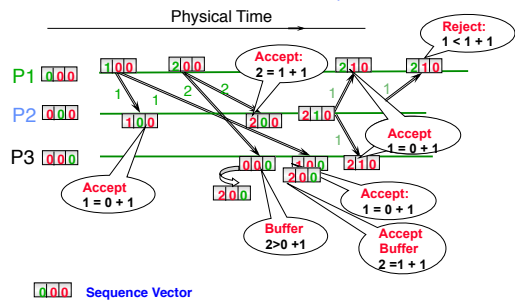 Physical Time
Reject:
1 < 1 + 1
Accept:
2 = 1 + 1
P1 0 0 0
1 0 0
2 0 0
2 1 0
2 1 0
1
1
2
2
1
1
P2 0 0 0
1 0 0
2 0 0
2 1 0
Accept
1 = 0 + 1
1
P3 0 0 0
0 0 0
1 0 0
2 1 0
2 0 0
2 0 0
Accept
1 = 0 + 1
Accept:
1 = 0 + 1
Buffer
2>0 +1
Accept
Buffer
2 =1 + 1
0 0 0 Sequence Vector